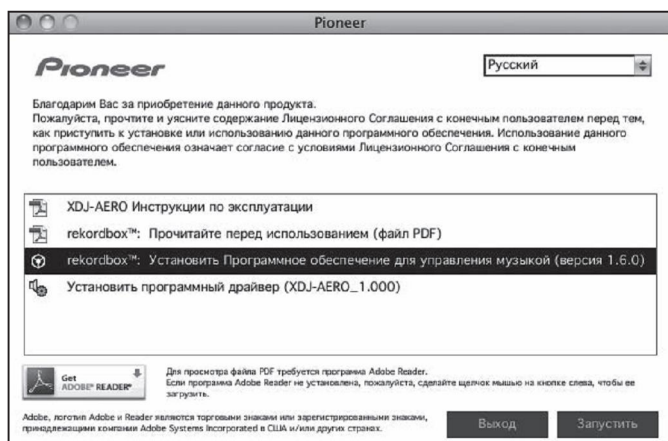 Pioneer
Pioneer
Русский
Благодарим Вас за приобретение данного продукта.
Пожалуйста, прочтите и уясните содержание Лицензионного Соглашения с конечным пользователем перед тем,
как приступить к установке или использованию данного программного обеспечения. Использование данного
программного обеспечения означает согласие с условиями Лицензионного Соглашения с конечным
пользователем.
XDJ-AERO Инструкции по эксплуатации
rekordbox™: Прочитайте перед использованием (файл PDF)
rekordbox™: Установить Программное обеспечение для управления музыкой (версия 1.6.0)
Установить программный драйвер (XDJ-AERO_1.000)
Get
ADOBE® READER®
Для просмотра файла PDF требуется программа Adobe Reader.
Если программа Adobe Reader не установлена, пожалуйста, сделайте щелчок мышью на кнопке слева, чтобы ее
загрузить.
Adobe, логотип Adobe и Reader являются торговыми знаками или зарегистрированными знаками,
принадлежащими компании Adobe Systems Incorporated в США и/или других странах.
Выход
Запустить